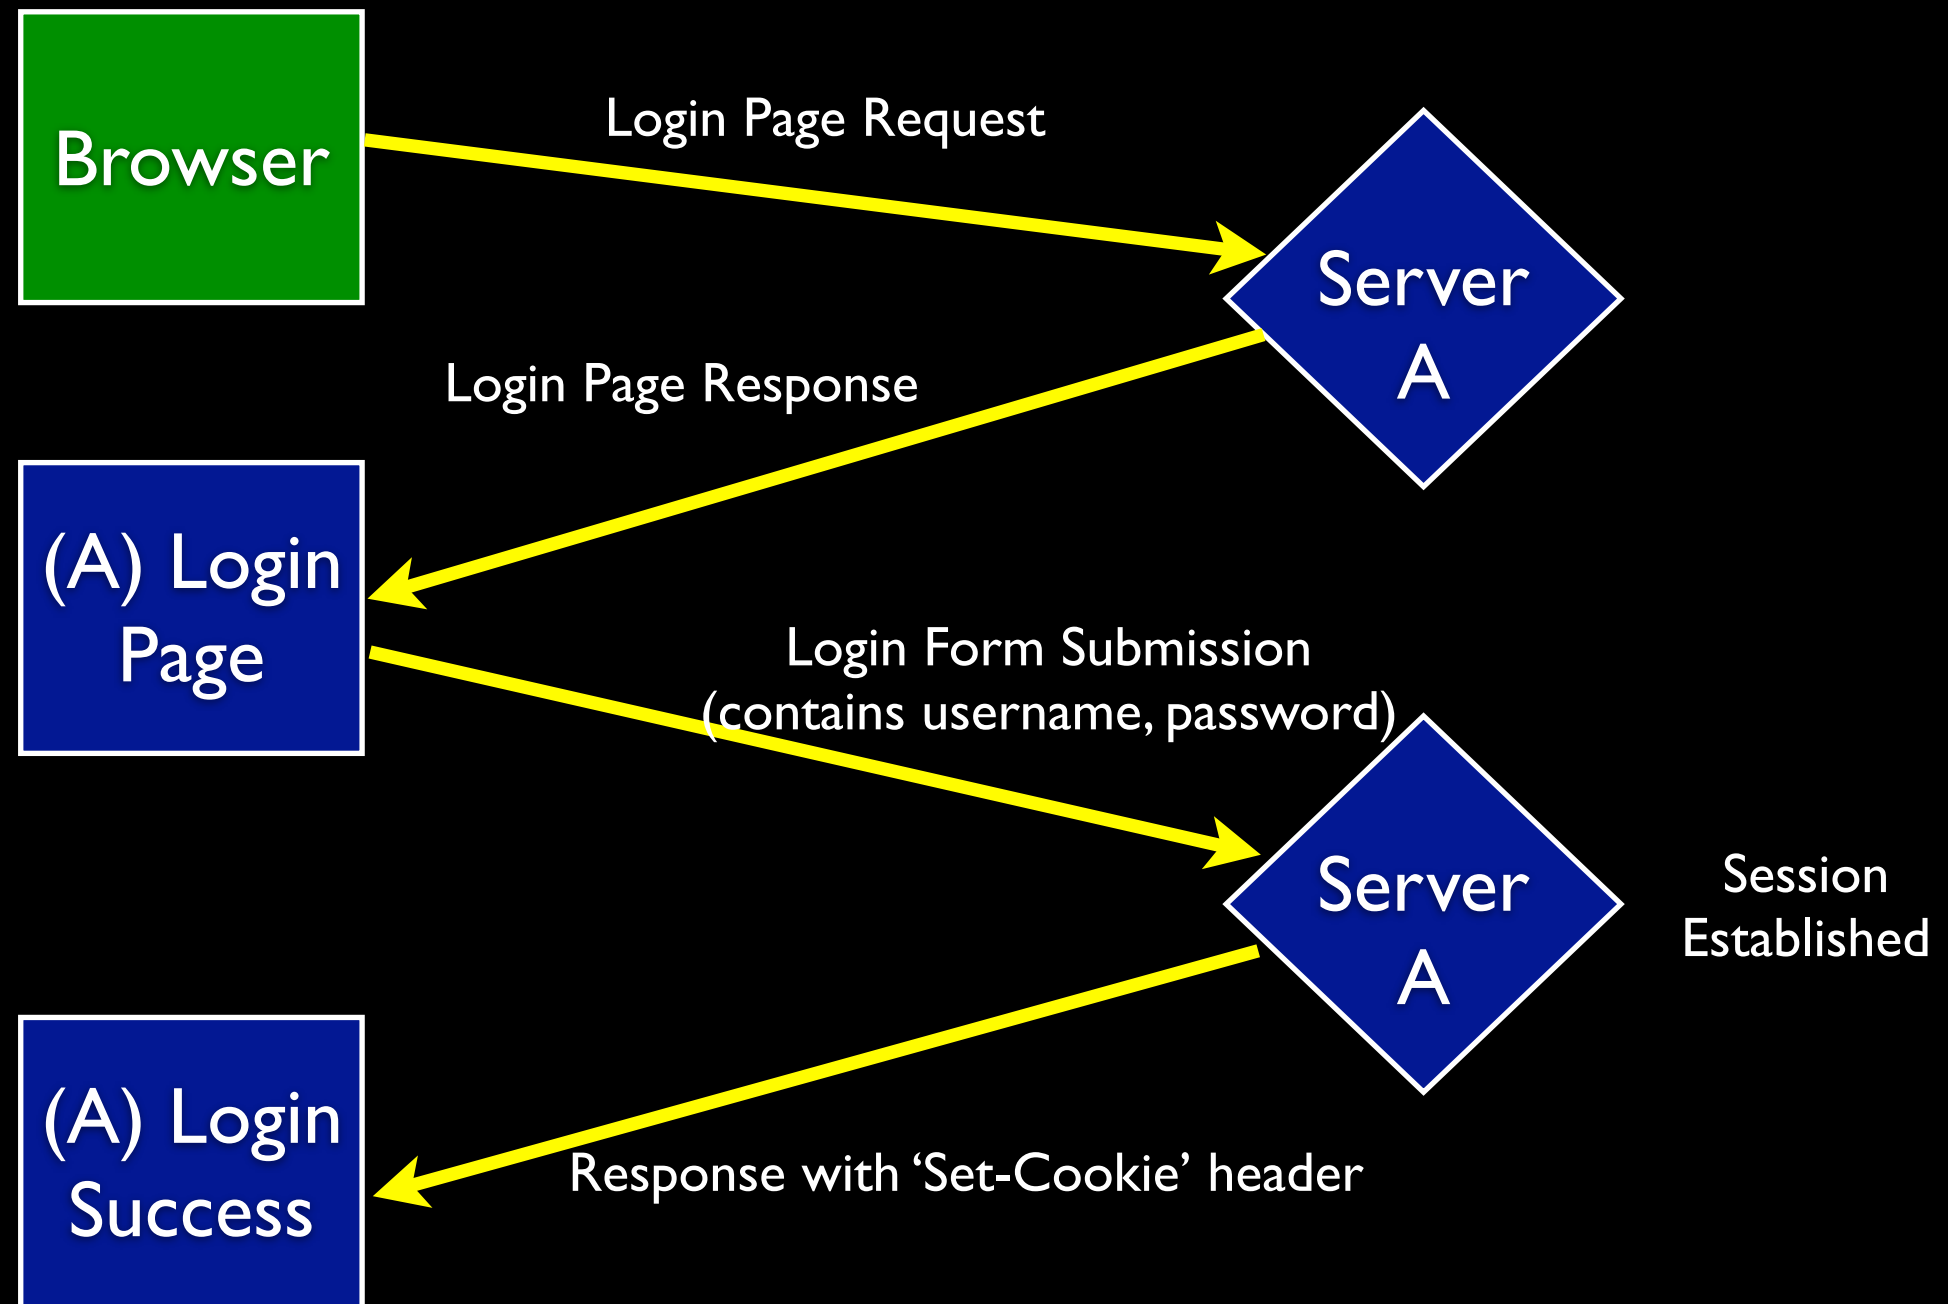 Browser
Login Page Request
Server
A
Login Page Response
(A) Login
Page
Login Form Submission
(contains username, password)
Server
A
Session
Established
(A) Login
Success
Response with ‘Set-Cookie’ header